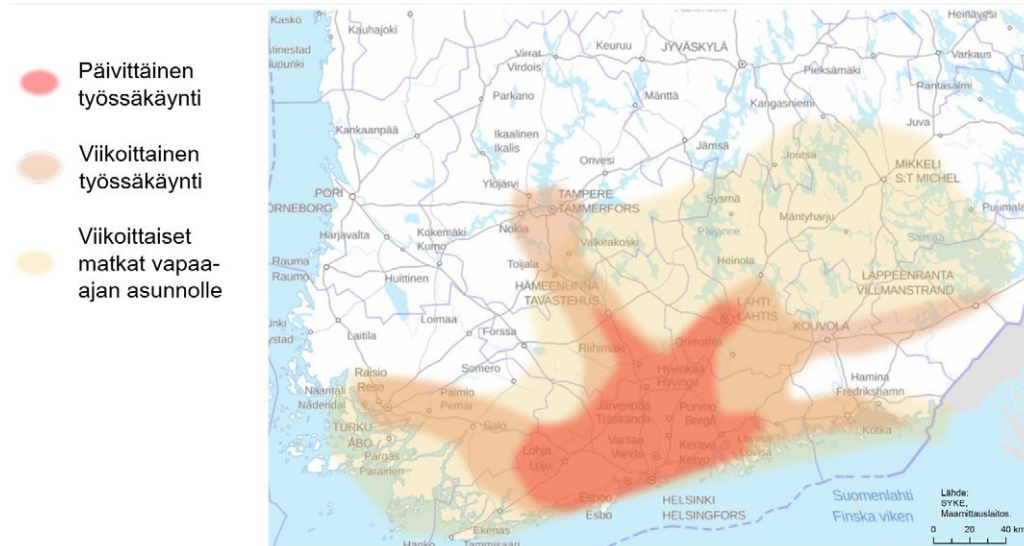 Päivittäinen
työssäkäynti
Viikoittainen
työssäkäynti
Viikoittaiset
matkat vapaa-
ajan asunnolle
Kaskö
Kauhajoki
Virrat
Virdois
Keuruu
JYVÄSKYLÄ
Heinävesi
Varkaus
Pieksämäki
Rantasalmi
Parkano
Mänttä
Kangasniemi
Kankaanpää
Ikaalinen
Ikalis
Juva
Jämsä
Joutsa
Orivesi
MIKKELI
S:T MICHEL
Ylöjärvi
PORI
TAMPERE
TAMMERFORS
Sysmä
Puumala
Mäntyharju
Nokia
Harjavalta
Kokemäki
Kumo
Päijänne
Saimaa
Valkeakoski
Rauma
Raumo
Toijala
Heinola
Huittinen
LAPPEENRANTA
VILLMANSTRAND
HÄMEENLINNA
TAVASTEHUS
LAHTI
LAHTIS
Loimaa
KOUVOLA
Laitila
Forssa
Riihimäki
Orimattila
Somero
Raisio
Reso
Hyvinkää
Hyvinge
Hamina
Fredrikshamn
Naantali
Nådendal
Paimio
Pemar
Järvenpää
Träskända
Porvoo
Borgå
Salo
TURKU
ÅBO
Kotka
Vantaa
Vanda
Kerava
Kervo
Loviisa
Lovisa
Lohja
Lojo
Pargas
Parainen
Espoo
Esbo
HELSINKI
HELSINGFORS
Suomenlahti
Finska viken
Ekenäs
Tammisaari
Hanko
Lähde:
SYKE,
Maanmittauslaitos.
0 20 40 km